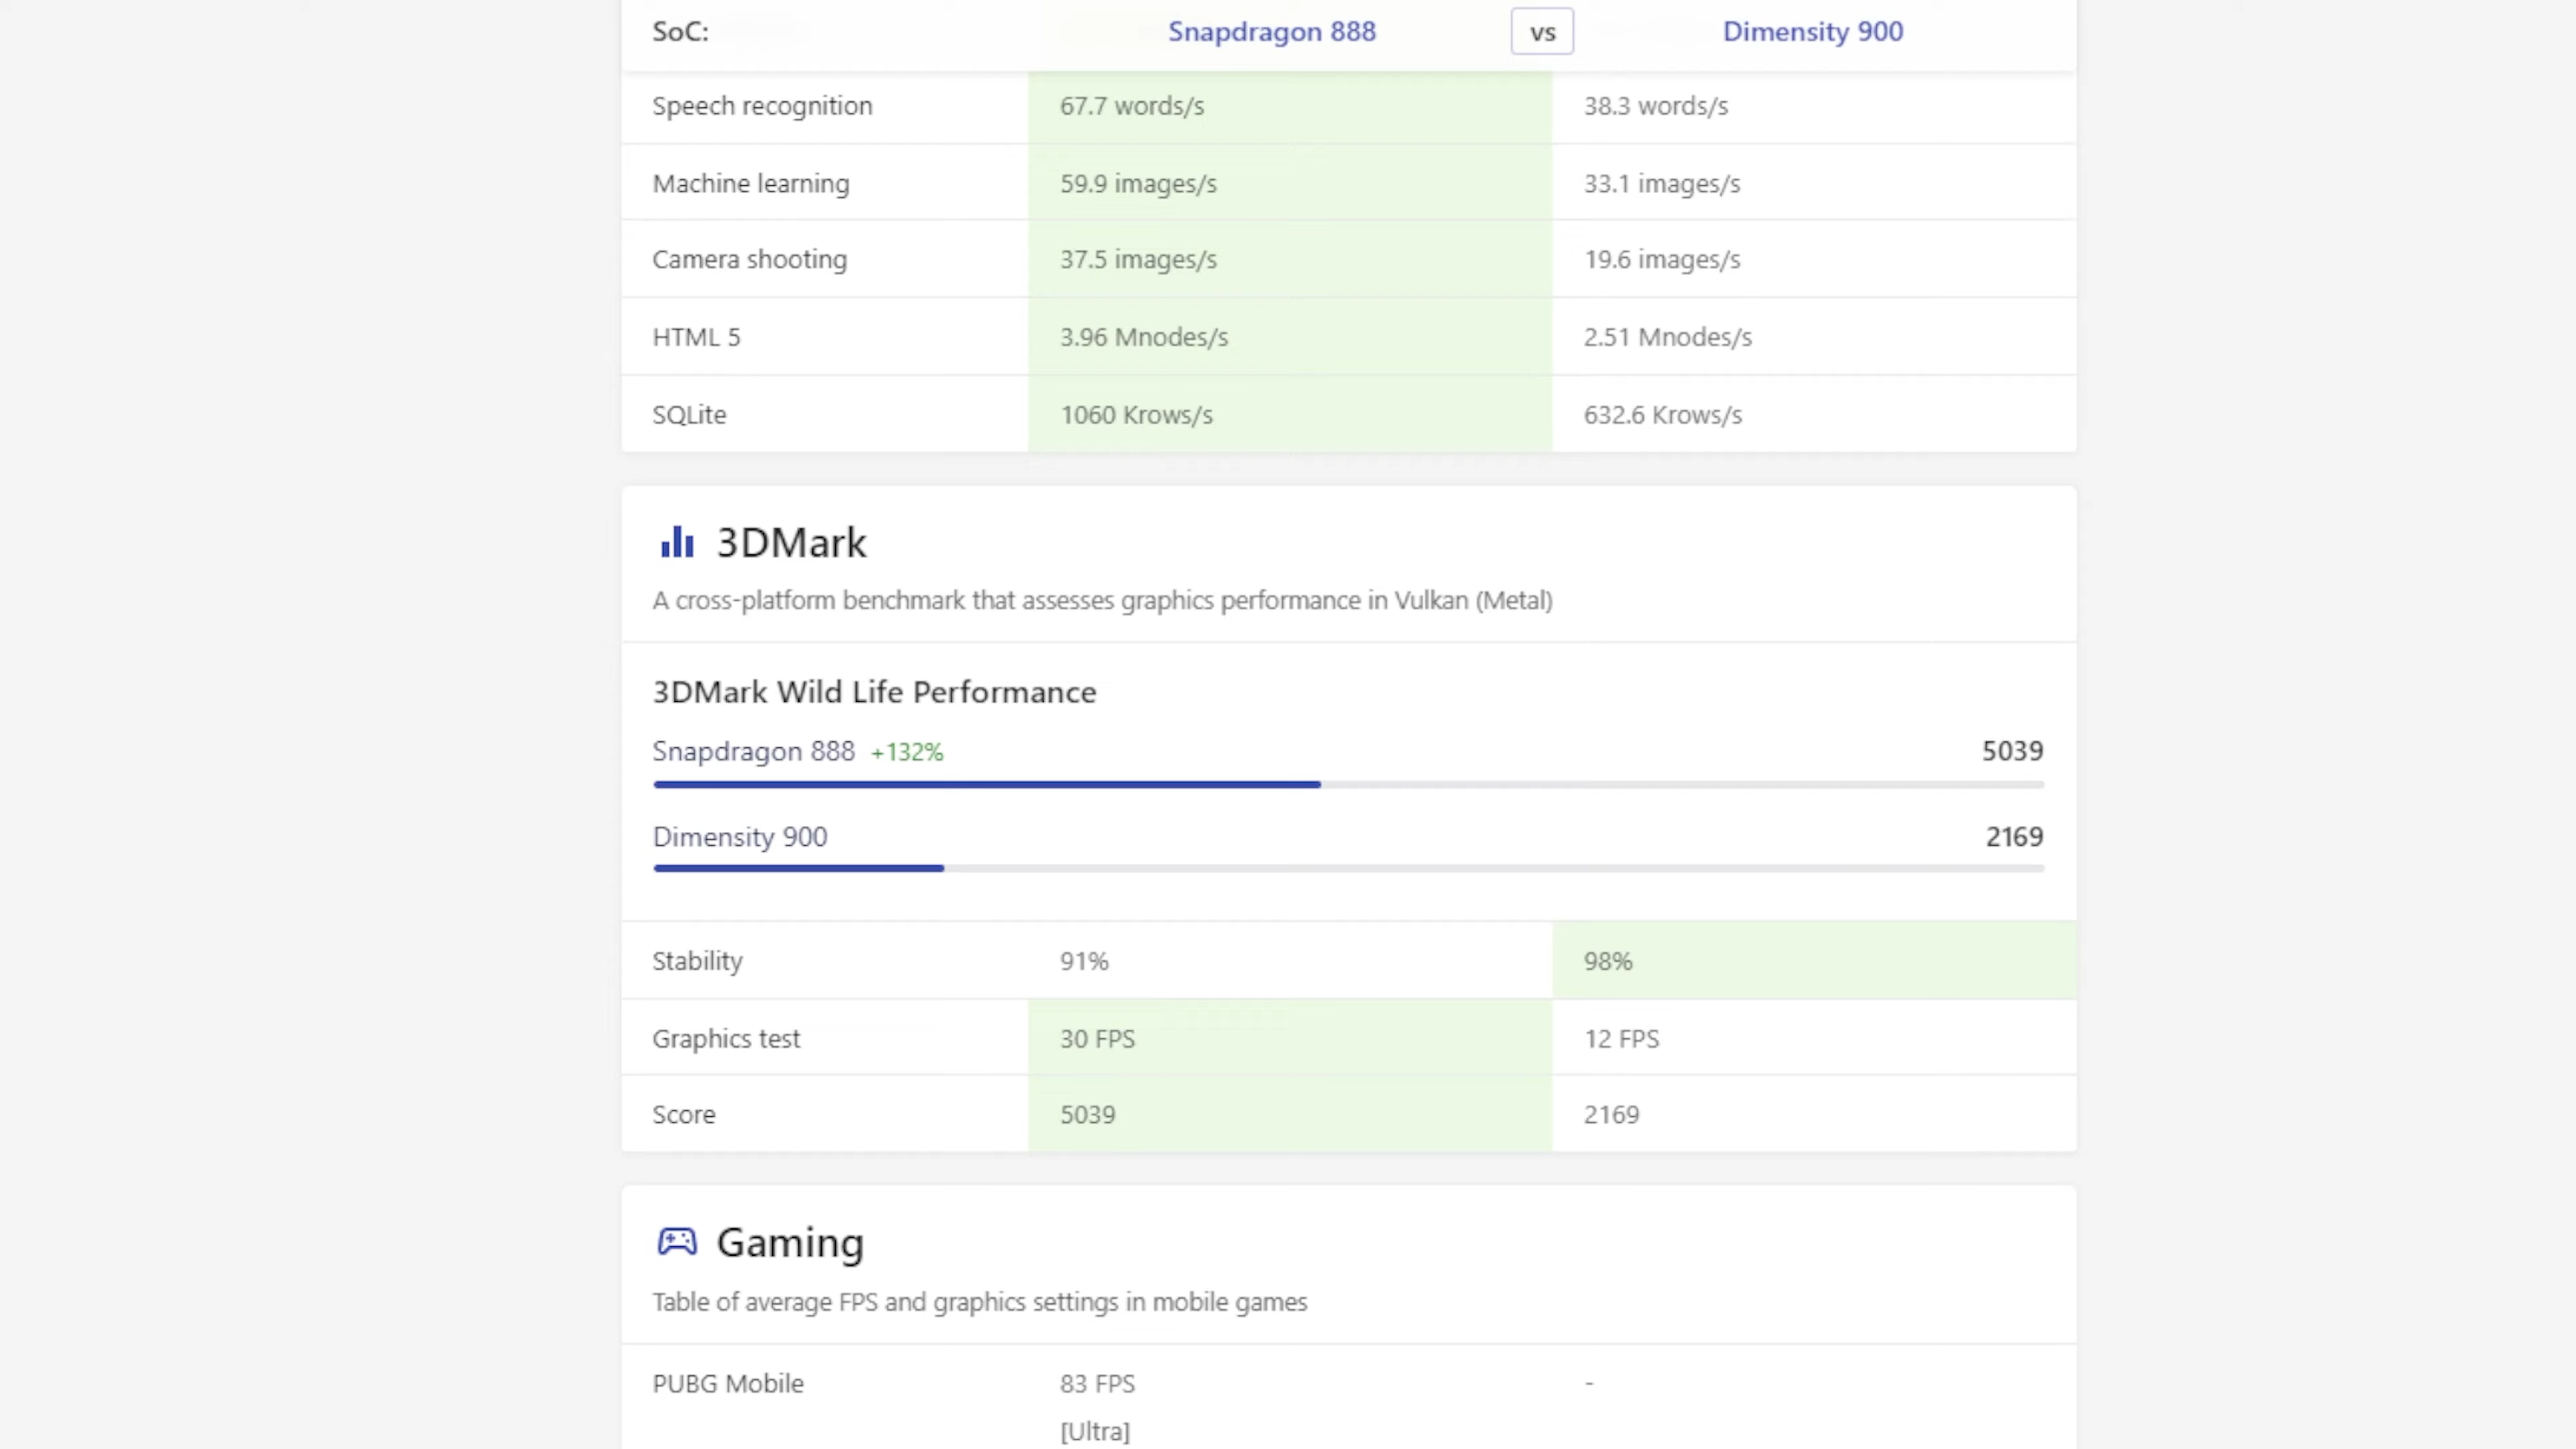 SoC: Snapdragon 888 vs Dimensity 900
Speech recognition 67.7 words/s 38.3 words/s
Machine learning 59.9 images/s 33.1 images/s
Camera shooting 37.5 images/s 19.6 images/s
HTML 5 3.96 Mnodes/s 2.51 Mnodes/s
SQLite 1060 Krows/s 632.6 Krows/s
3DMark
A cross-platform benchmark that assesses graphics performance in Vulkan (Metal)
3DMark Wild Life Performance
Snapdragon 888 +132% 5039
Dimensity 900 2169
Stability 91% 98%
Graphics test 30 FPS 12 FPS
Score 5039 2169
Gaming
Table of average FPS and graphics settings in mobile games
PUBG Mobile 83 FPS -
[Ultra]